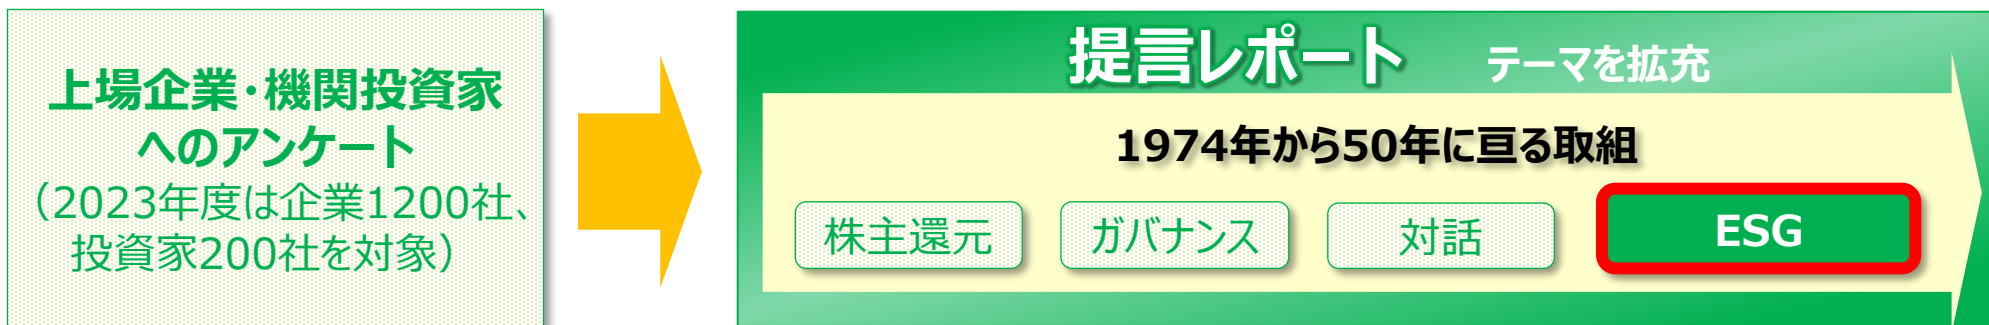 上場企業・機関投資家
へのアンケート
（2023年度は企業1200社、
投資家200社を対象）
提言レポート テーマを拡充
1974年から50年に亘る取組
株主還元 ガバナンス 対話 ESG